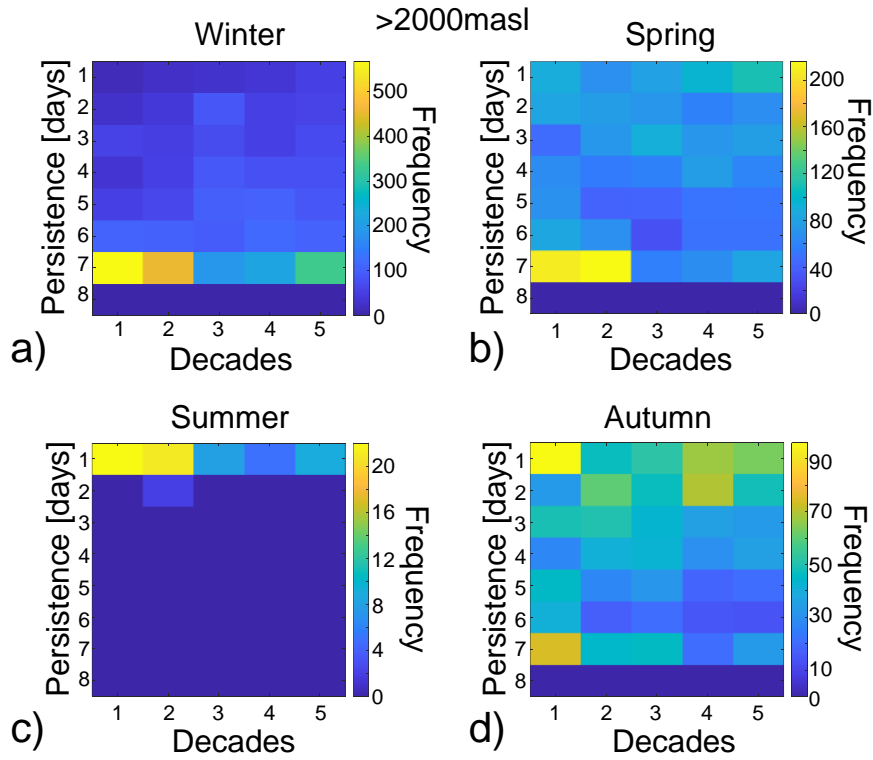 >2000masl
Winter
Persistence [days]
1
2
3
4
5
6
7
8
1 2 3 4 5
Decades
500
400
300
200
100
0
Frequency
a)
Spring
Persistence [days]
1
2
3
4
5
6
7
8
1 2 3 4 5
Decades
200
160
120
80
40
0
Frequency
b)
Summer
Persistence [days]
1
2
3
4
5
6
7
8
1 2 3 4 5
Decades
20
16
12
8
4
0
Frequency
c)
Autumn
Persistence [days]
1
2
3
4
5
6
7
8
1 2 3 4 5
Decades
90
70
50
30
10
0
Frequency
d)